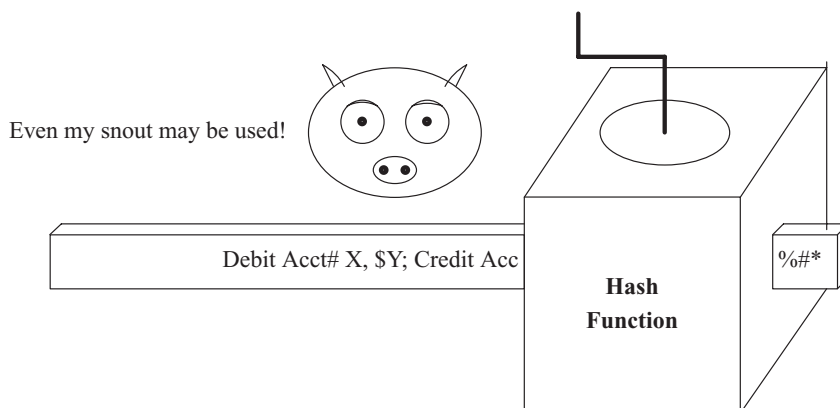 Even my snout may be used!
Debit Acct# X, $Y; Credit Acc
%#*
Hash
Function